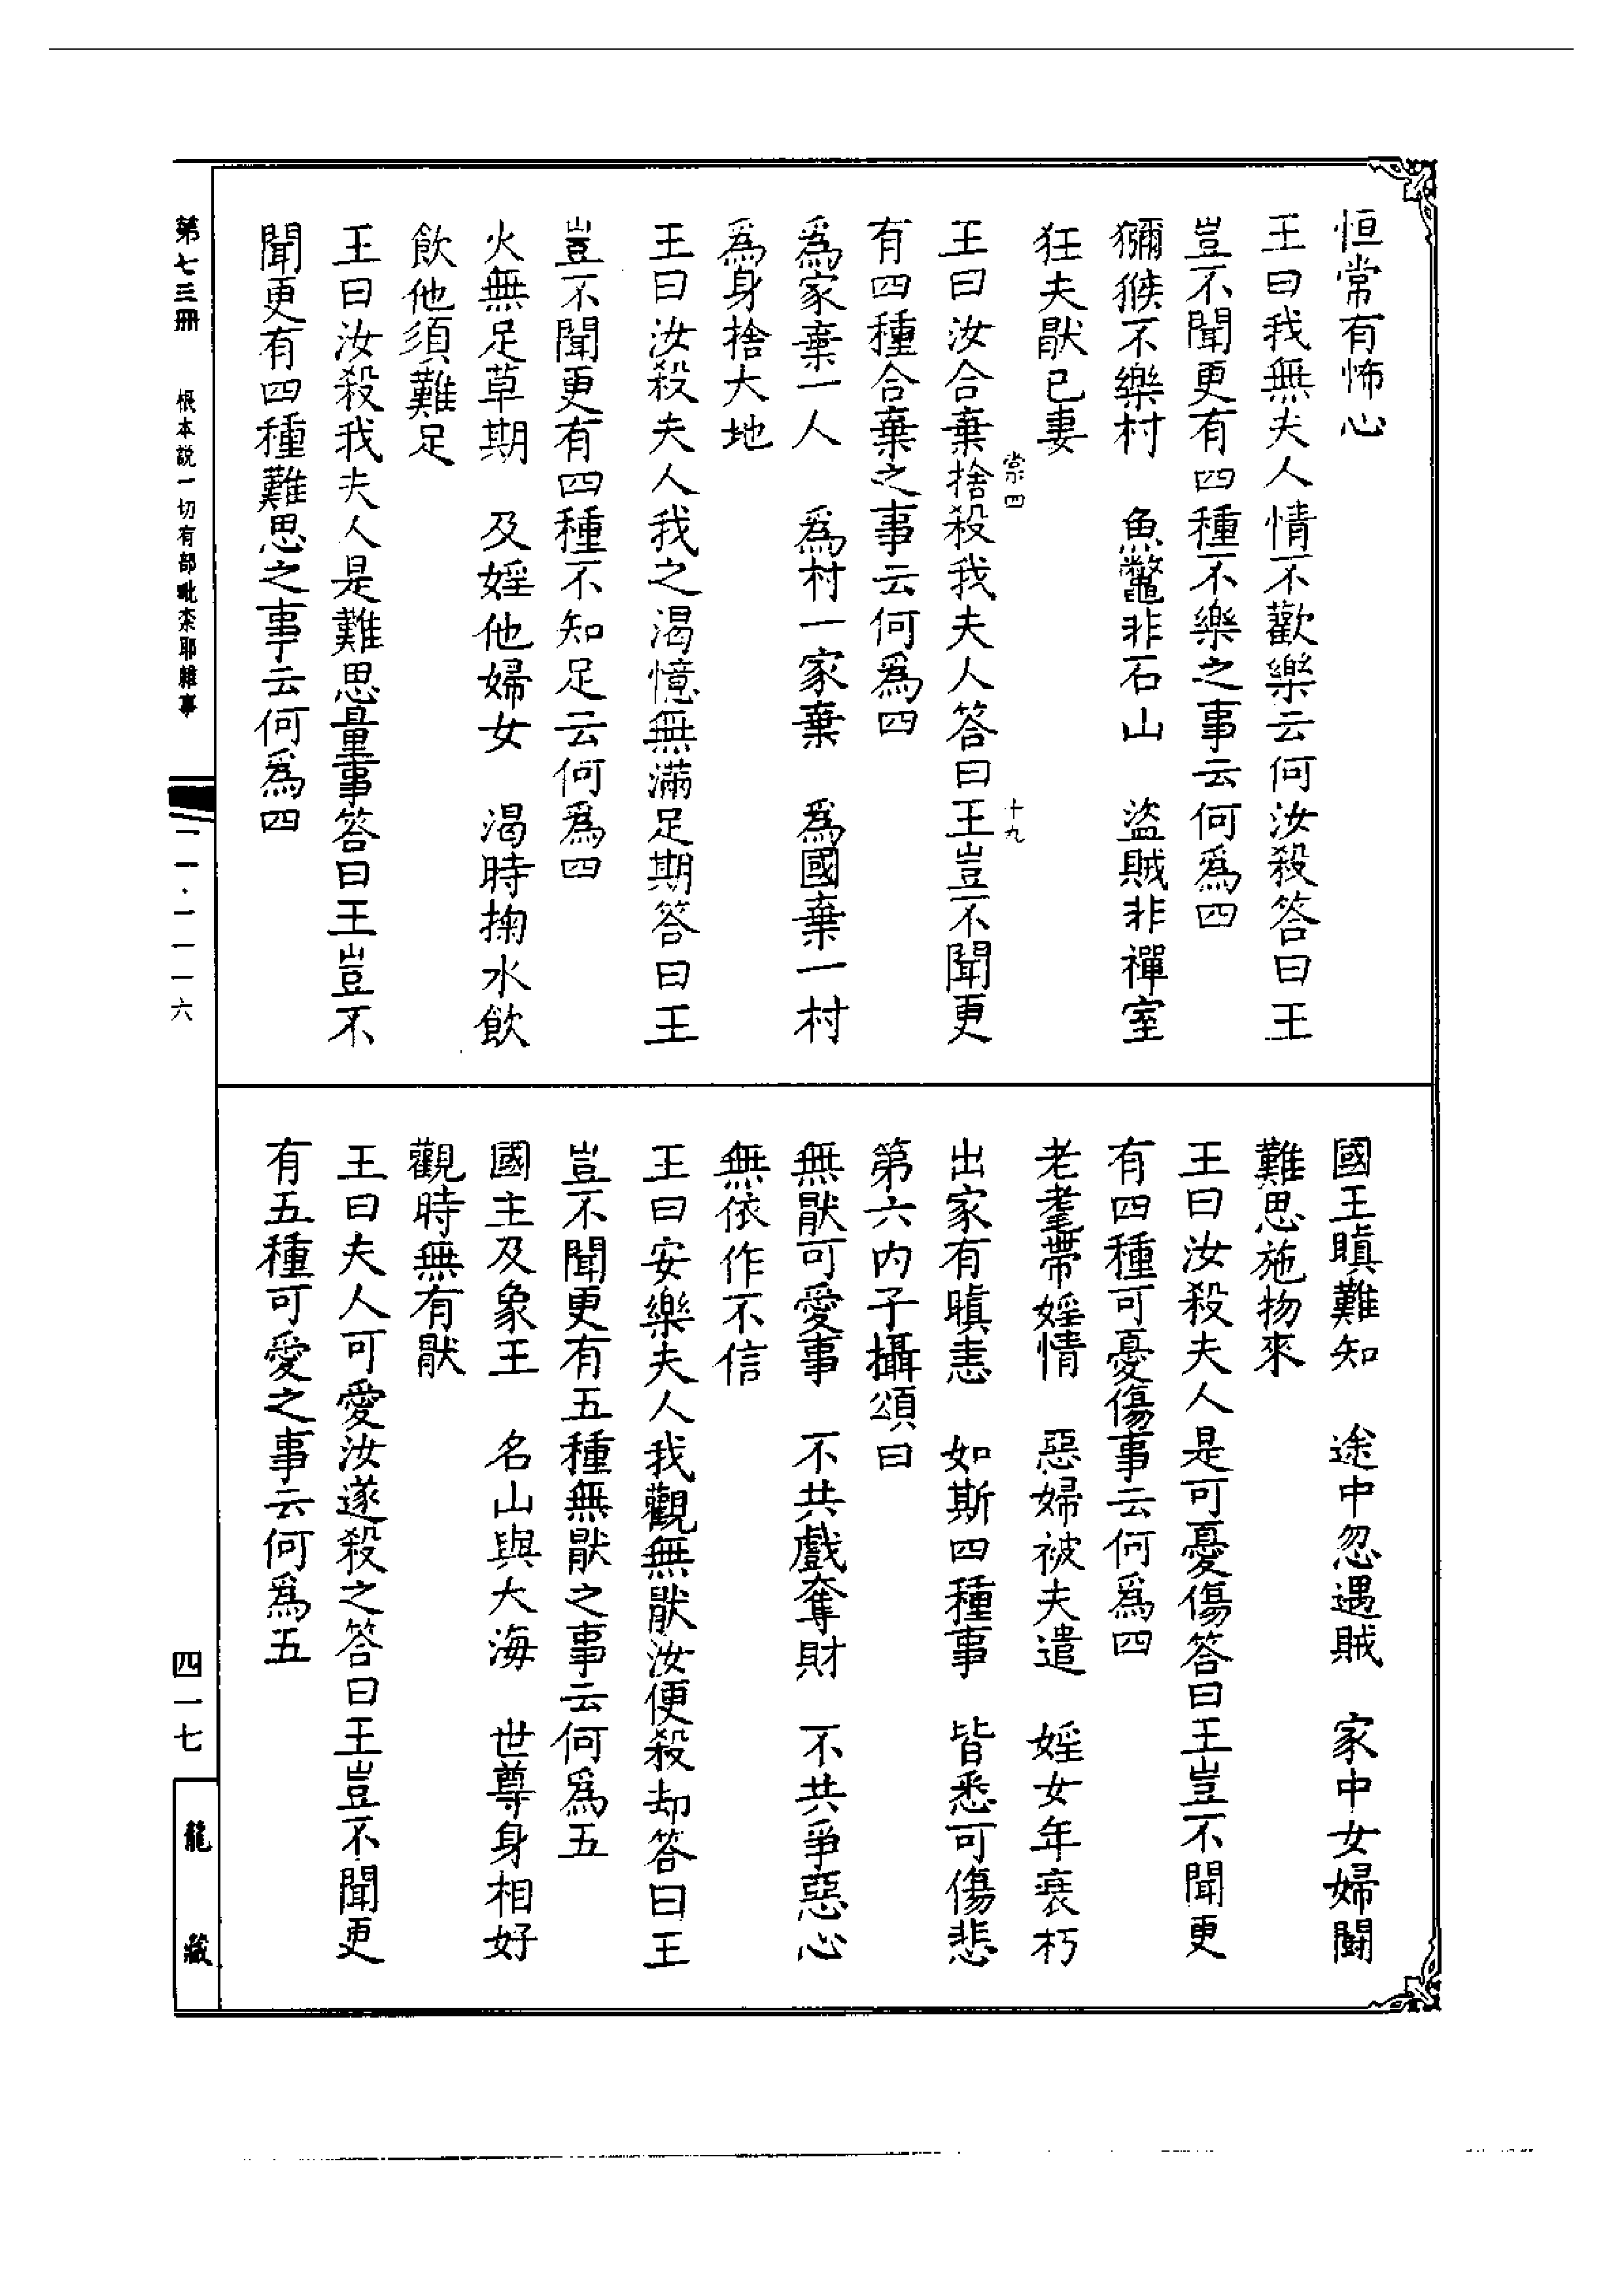 恒常有怖心
王曰我無夫人情不歡樂云何汝殺答曰王
豈不聞更有四種不樂之事云何為四
獼猴不樂村　魚鼈非石山　盜賊非禪室
狂夫猒已妻
王曰汝合棄捨殺我夫人答曰王豈不聞更
有四種合棄之事云何為四
為家棄一人　為村一家棄　為國棄一村
為身捨大地
王曰汝殺夫人我之渴憶無滿足期答曰王
豈不聞更有四種不知足云何為四
火無足草期　及婬他婦女　渴時掬水飲
飲他須難足
王曰汝殺我夫人是難思量事答曰王豈不
聞更有四種難思之事云何為四
國王瞋難知　途中忽遇賊　家中女婦鬪
難思施物來
王曰汝殺夫人是可憂傷答曰王豈不聞更
有四種可憂傷事云何為四
老耄帶婬情　惡婦被夫遣　婬女年衰朽
出家有瞋恚　如斯四種事　皆悉可傷悲
第六內子攝頌曰
無猒可愛事　不共戲奪財　不共爭惡心
無依作不信
王曰安樂夫人我觀無猒汝便殺却答曰王
豈不聞更有五種無猒之事云何為五
國主及象王　名山與大海　世尊身相好
觀時無有猒
王曰夫人可愛汝遂殺之答曰王豈不聞更
有五種可愛之事云何為五
四　十九
第七三冊　根本說一切有部毗柰耶雜事　一一·一一一六　四一七　龍藏